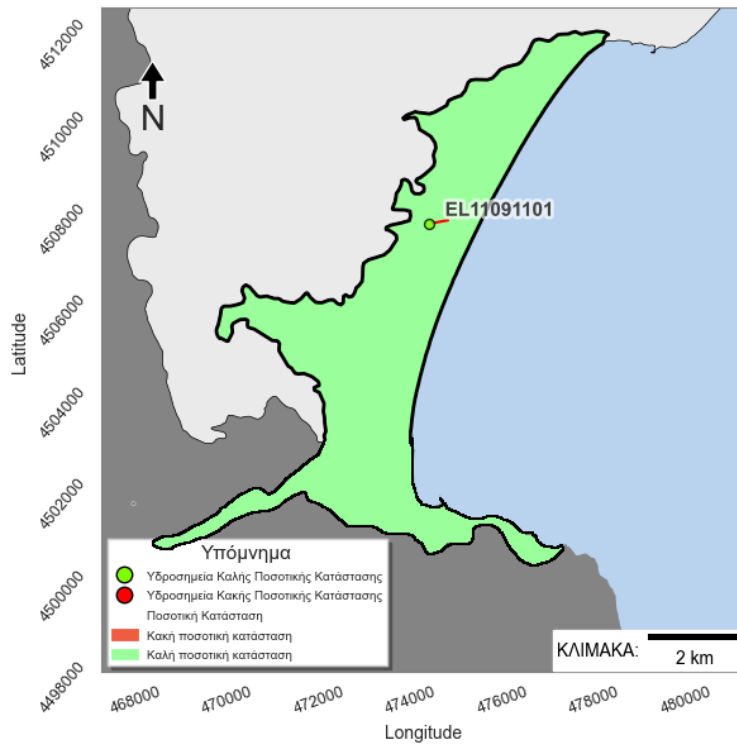 4512000
4510000
4508000
4506000
4504000
4502000
4500000
4498000
Latitude
N
EL11091101
Υπόμνημα
Υδροσημεία Καλής Ποσοτικής Κατάστασης
Υδροσημεία Κακής Ποσοτικής Κατάστασης
Ποσοτική Κατάσταση
Κακή ποσοτική κατάσταση
Καλή ποσοτική κατάσταση
ΚΛΙΜΑΚΑ:
2 km
468000 470000 472000 474000 476000 478000 480000
Longitude